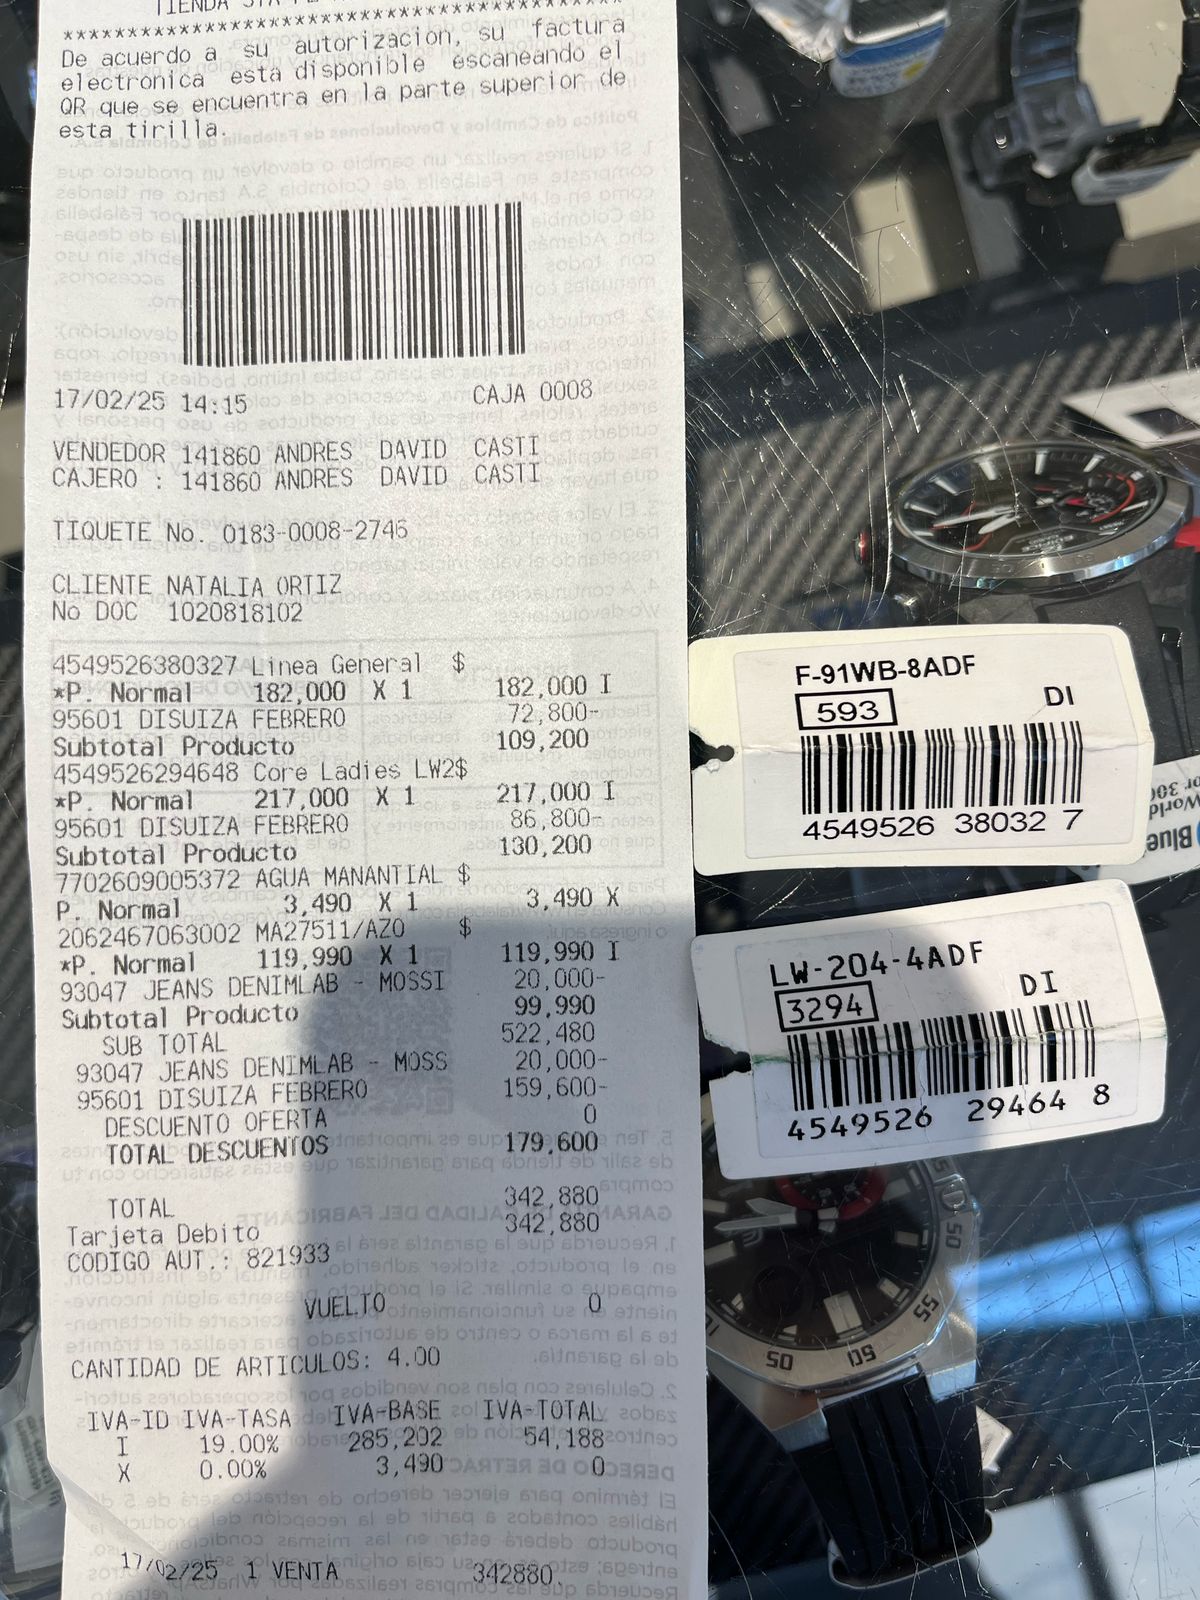 TIENDA
****************************************
De acuerdo a su autorizacion, su factura
electronica esta disponible escaneando el
QR que se encuentra en la parte superior de
esta tirilla.
17/02/25 14:15 CAJA 0008
VENDEDOR 141860 ANDRES DAVID CASTI
CAJERO : 141860 ANDRES DAVID CASTI
TIQUETE No. 0183-0008-2746
CLIENTE NATALIA ORTIZ
No DOC 1020818102
4549526380327 Linea General $
*P. Normal 182,000 X 1 182,000 I
95601 DISUIZA FEBRERO 72,800-
Subtotal Producto 109,200
4549526294648 Core Ladies LW2$
*P. Normal 217,000 X 1 217,000 I
95601 DISUIZA FEBRERO 86,800-
Subtotal Producto 130,200
7702609005372 AGUA MANANTIAL $
P. Normal 3,490 X 1 3,490 X
2062467063002 MA27511/AZO $
*P. Normal 119,990 X 1 119,990 I
93047 JEANS DENIMLAB - MOSSI 20,000-
Subtotal Producto 99,990
SUB TOTAL 522,480
93047 JEANS DENIMLAB - MOSS 20,000-
95601 DISUIZA FEBRERO 159,600-
DESCUENTO OFERTA 0
TOTAL DESCUENTOS 179,600
TOTAL 342,880
Tarjeta Debito 342,880
CODIGO AUT.: 821933
VUELTO 0
CANTIDAD DE ARTICULOS: 4.00
IVA-ID IVA-TASA IVA-BASE IVA-TOTAL
I 19.00% 285,202 54,188
X 0.00% 3,490 0
17/02/25 1 VENTA 342880
F-91WB-8ADF
593 DI
4549526 38032 7
LW-204-4ADF
3294 DI
4549526 29464 8
World
Blue
50
55
05